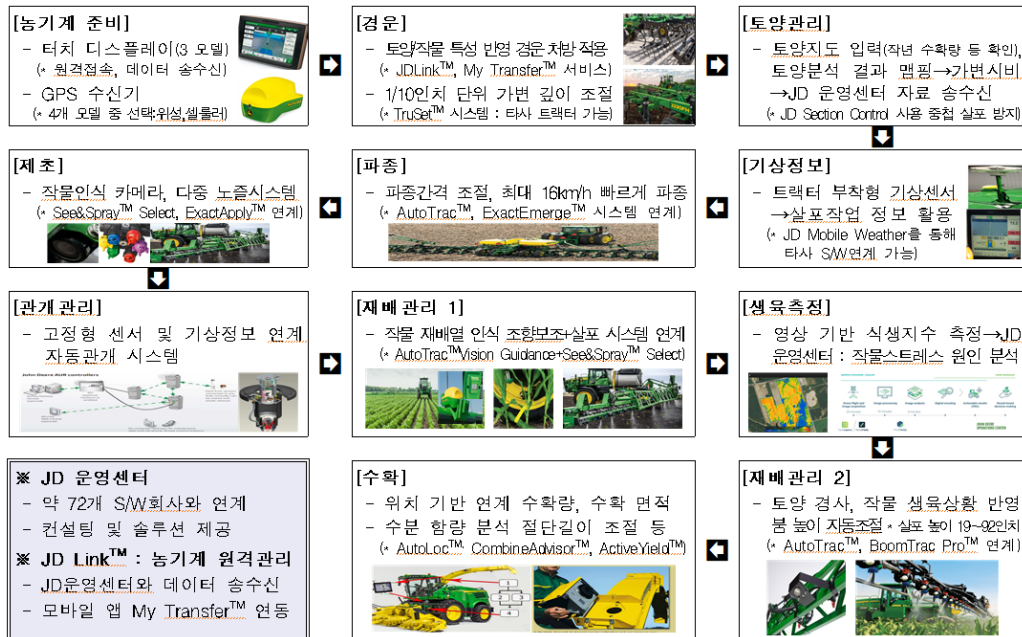 [농기계 준비]
- 터치 디스플레이(3 모델)
(* 원격접속, 데이터 송수신)
- GPS 수신기
(* 4개 모델 중 선택:위성,셀룰러)
[경운]
- 토양/작물 특성 반영 경운 처방 적용
(* JDLink™, My Transfer™ 서비스)
- 1/10인치 단위 가변 깊이 조절
(* TruSet™ 시스템 : 타사 트랙터 가능)
[토양관리]
- 토양지도 입력(작년 수확량 등 확인),
토양분석 결과 맵핑→가변시비
→JD 운영센터 자료 송수신
(* JD Section Control 사용 중첩 살포 방지)
[제초]
- 작물인식 카메라, 다중 노즐시스템
(* See&Spray™ Select, ExactApply™ 연계)
[파종]
- 파종간격 조절, 최대 16km/h 빠르게 파종
(* AutoTrac™, ExactEmerge™ 시스템 연계)
[기상정보]
- 트랙터 부착형 기상센서
→살포작업 정보 활용
(* JD Mobile Weather를 통해
타사 S/W연계 가능)
[관개관리]
- 고정형 센서 및 기상정보 연계
자동관개 시스템
[재배관리 1]
- 작물 재배열 인식 조향보조+살포 시스템 연계
(* AutoTrac™Vision Guidance+See&Spray™ Select)
[생육측정]
- 영상 기반 식생지수 측정→JD
운영센터 : 작물스트레스 원인 분석
※ JD 운영센터
- 약 72개 S/W회사와 연계
- 컨설팅 및 솔루션 제공
※ JD Link™ : 농기계 원격관리
- JD운영센터와 데이터 송수신
- 모바일 앱 My Transfer™ 연동
[수확]
- 위치 기반 연계 수확량, 수확 면적
- 수분 함량 분석 절단길이 조절 등
(* AutoLoc™, CombineAdvisor™, ActiveYield™)
[재배관리 2]
- 토양 경사, 작물 생육상황 반영
붐 높이 자동조절 * 살포 높이 19~92인치
(* AutoTrac™, BoomTrac Pro™ 연계)